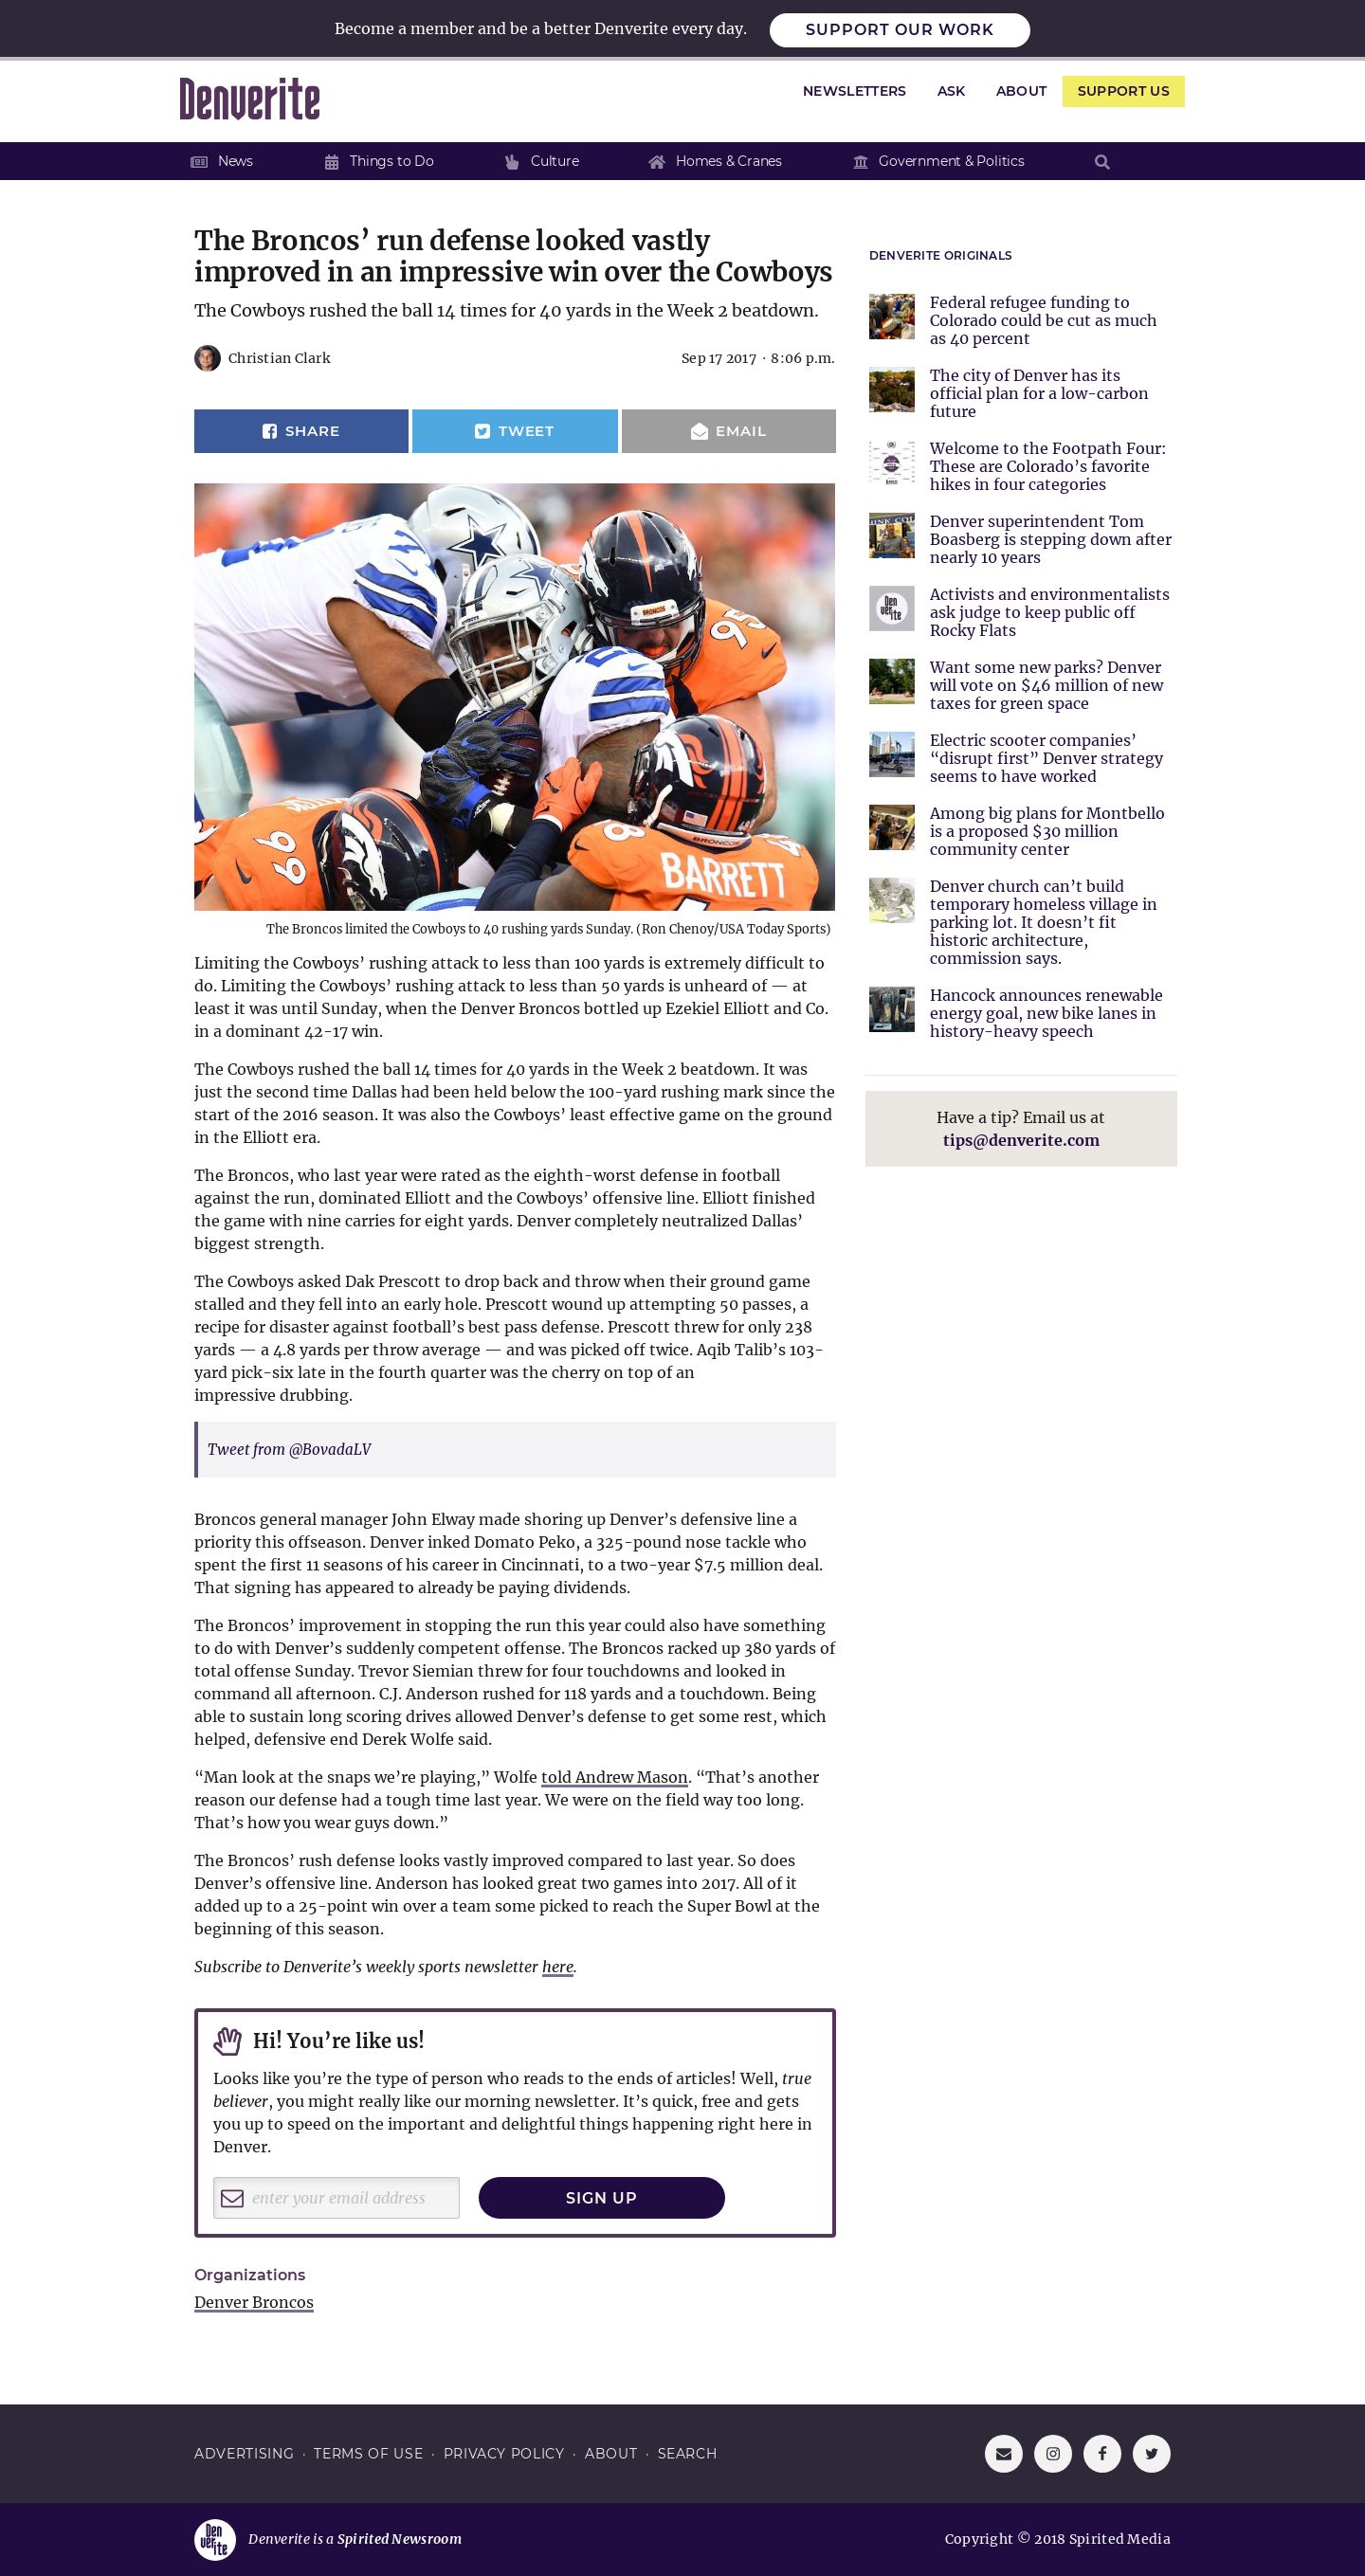 Become a member and be a better Denverite every day.
SUPPORT OUR WORK
Denverite
NEWSLETTERS
ASK
ABOUT
SUPPORT US
News
Things to Do
Culture
Homes & Cranes
Government & Politics
The Broncos’ run defense looked vastly
improved in an impressive win over the Cowboys
The Cowboys rushed the ball 14 times for 40 yards in the Week 2 beatdown.
Christian Clark
Sep 17 2017 · 8:06 p.m.
SHARE
TWEET
EMAIL
BRONCOS
95
66
BRONCOS
BARRETT
The Broncos limited the Cowboys to 40 rushing yards Sunday. (Ron Chenoy/USA Today Sports)
Limiting the Cowboys’ rushing attack to less than 100 yards is extremely difficult to
do. Limiting the Cowboys’ rushing attack to less than 50 yards is unheard of — at
least it was until Sunday, when the Denver Broncos bottled up Ezekiel Elliott and Co.
in a dominant 42-17 win.
The Cowboys rushed the ball 14 times for 40 yards in the Week 2 beatdown. It was
just the second time Dallas had been held below the 100-yard rushing mark since the
start of the 2016 season. It was also the Cowboys’ least effective game on the ground
in the Elliott era.
The Broncos, who last year were rated as the eighth-worst defense in football
against the run, dominated Elliott and the Cowboys’ offensive line. Elliott finished
the game with nine carries for eight yards. Denver completely neutralized Dallas’
biggest strength.
The Cowboys asked Dak Prescott to drop back and throw when their ground game
stalled and they fell into an early hole. Prescott wound up attempting 50 passes, a
recipe for disaster against football’s best pass defense. Prescott threw for only 238
yards — a 4.8 yards per throw average — and was picked off twice. Aqib Talib’s 103-
yard pick-six late in the fourth quarter was the cherry on top of an
impressive drubbing.
Tweet from @BovadaLV
Broncos general manager John Elway made shoring up Denver’s defensive line a
priority this offseason. Denver inked Domato Peko, a 325-pound nose tackle who
spent the first 11 seasons of his career in Cincinnati, to a two-year $7.5 million deal.
That signing has appeared to already be paying dividends.
The Broncos’ improvement in stopping the run this year could also have something
to do with Denver’s suddenly competent offense. The Broncos racked up 380 yards of
total offense Sunday. Trevor Siemian threw for four touchdowns and looked in
command all afternoon. C.J. Anderson rushed for 118 yards and a touchdown. Being
able to sustain long scoring drives allowed Denver’s defense to get some rest, which
helped, defensive end Derek Wolfe said.
“Man look at the snaps we’re playing,” Wolfe told Andrew Mason. “That’s another
reason our defense had a tough time last year. We were on the field way too long.
That’s how you wear guys down.”
The Broncos’ rush defense looks vastly improved compared to last year. So does
Denver’s offensive line. Anderson has looked great two games into 2017. All of it
added up to a 25-point win over a team some picked to reach the Super Bowl at the
beginning of this season.
Subscribe to Denverite’s weekly sports newsletter here.
Hi! You’re like us!
Looks like you’re the type of person who reads to the ends of articles! Well, true
believer, you might really like our morning newsletter. It’s quick, free and gets
you up to speed on the important and delightful things happening right here in
Denver.
enter your email address
SIGN UP
Organizations
Denver Broncos
DENVERITE ORIGINALS
Federal refugee funding to
Colorado could be cut as much
as 40 percent
The city of Denver has its
official plan for a low-carbon
future
Welcome to the Footpath Four:
These are Colorado’s favorite
hikes in four categories
Denver superintendent Tom
Boasberg is stepping down after
nearly 10 years
Den
ver
ite
Activists and environmentalists
ask judge to keep public off
Rocky Flats
Want some new parks? Denver
will vote on $46 million of new
taxes for green space
Electric scooter companies’
“disrupt first” Denver strategy
seems to have worked
Among big plans for Montbello
is a proposed $30 million
community center
Denver church can’t build
temporary homeless village in
parking lot. It doesn’t fit
historic architecture,
commission says.
Hancock announces renewable
energy goal, new bike lanes in
history-heavy speech
Have a tip? Email us at
tips@denverite.com
ADVERTISING · TERMS OF USE · PRIVACY POLICY · ABOUT · SEARCH
Den
ver
ite
Denverite is a Spirited Newsroom
Copyright © 2018 Spirited Media